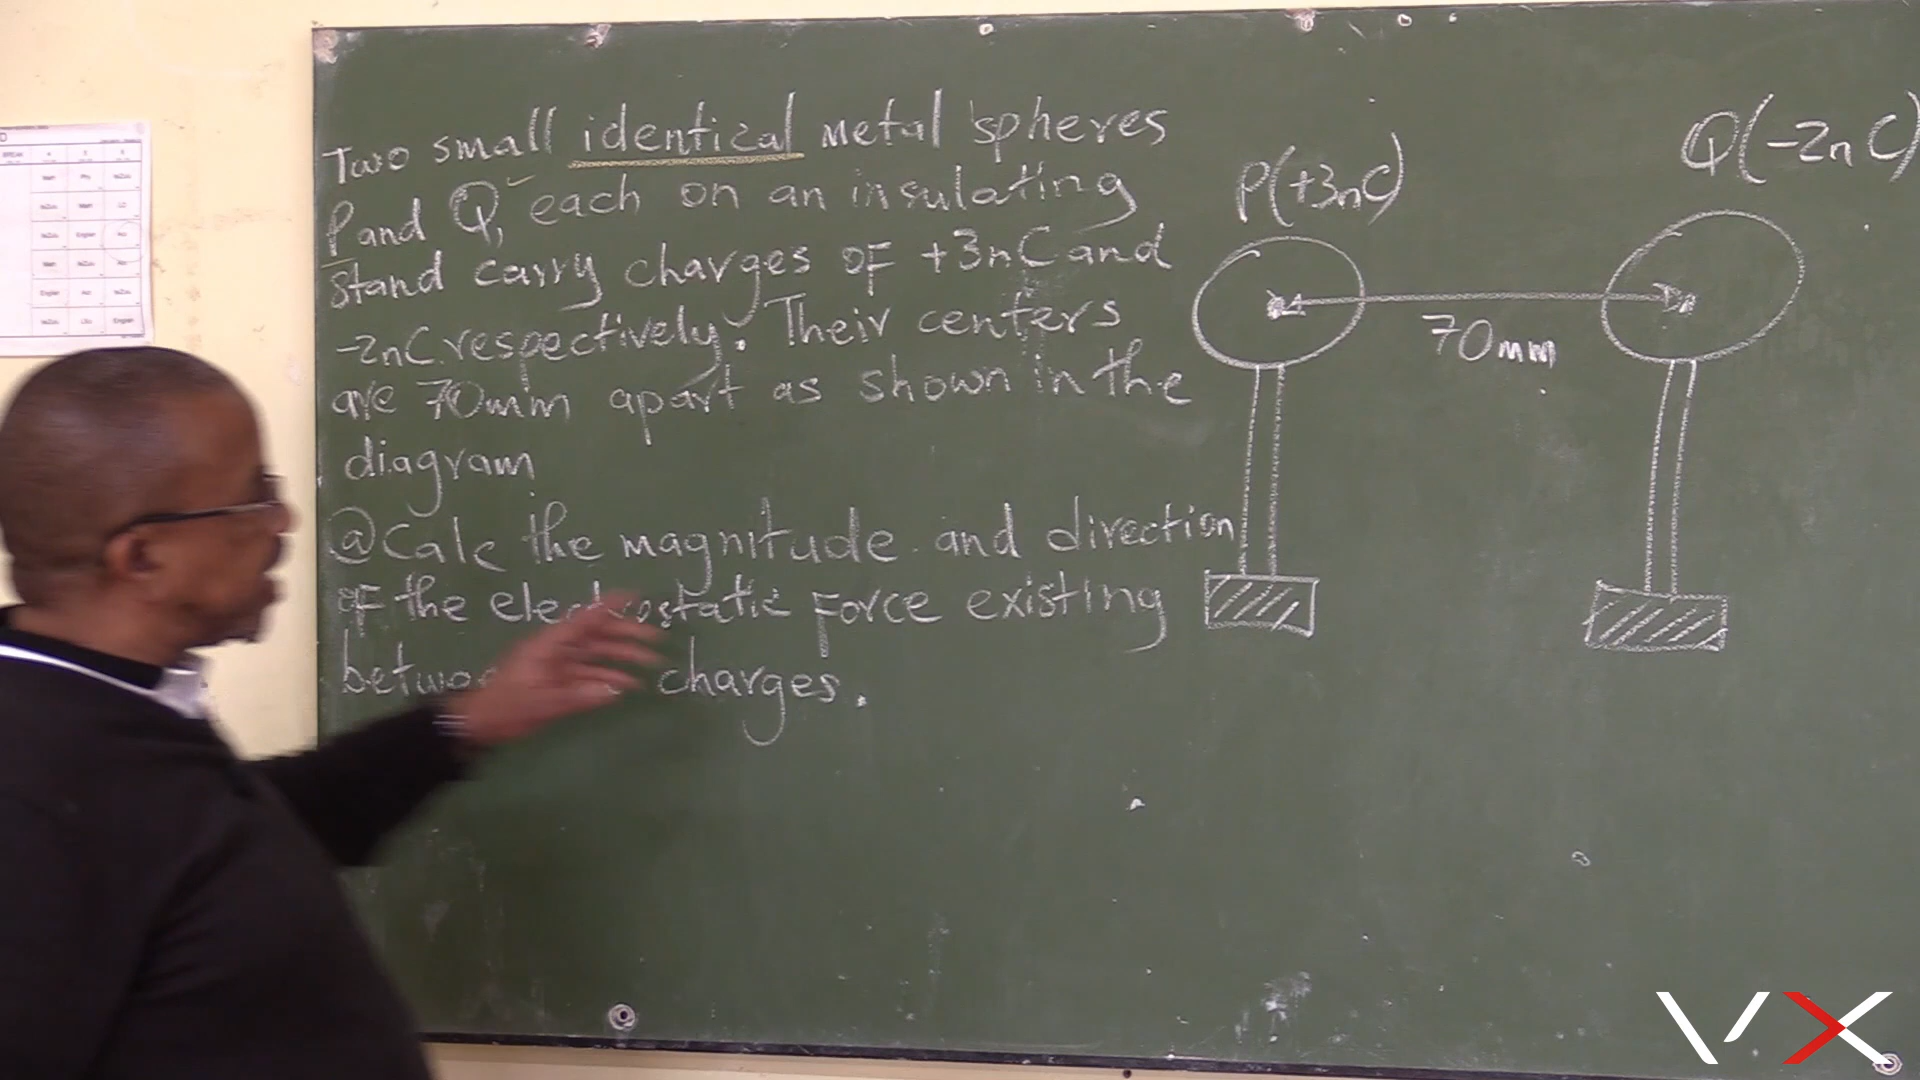 Two small identical metal spheres
P and Q, each on an insulating
stand carry charges of +3nC and
-2nC respectively. Their centers
are 70mm apart as shown in the
diagram
@ Calc the magnitude and direction
of the electrostatic force existing
charges.
P(+3nC)
Q(-2nC)
70mm
BREAK
VX